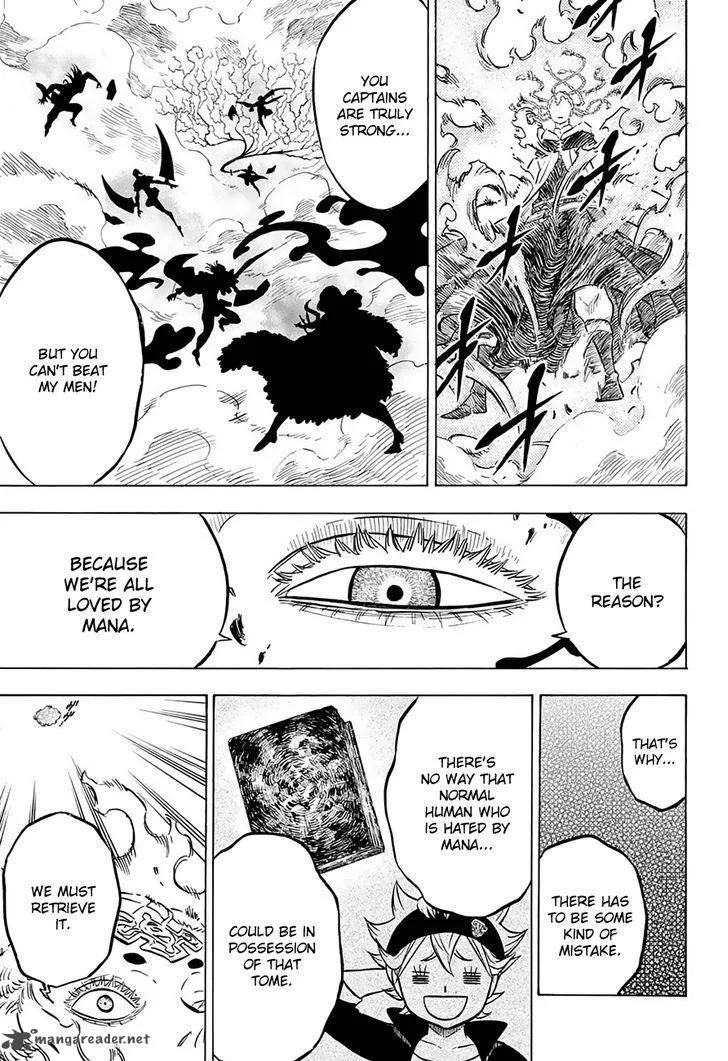 YOU
CAPTAINS
ARE TRULY
STRONG...
BUT YOU
CAN'T BEAT
MY MEN!
THE
REASON?
BECAUSE
WE'RE ALL
LOVED BY
MANA.
THAT'S
WHY...
THERE HAS
TO BE SOME
KIND OF
MISTAKE.
THERE'S
NO WAY THAT
NORMAL
HUMAN WHO
IS HATED BY
MANA...
COULD BE IN
POSSESSION
OF THAT
TOME.
WE MUST
RETRIEVE
IT.
mangareader.net